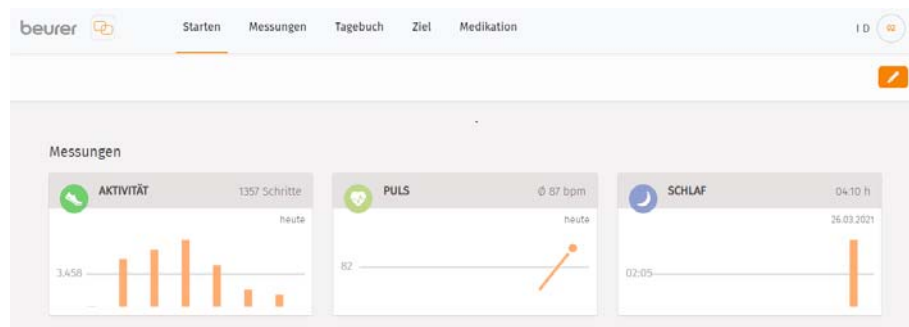 beurer
Starten Messungen Tagebuch Ziel Medikation
I D 02
Messungen
AKTIVITÄT 1357 Schritte
heute
3.458
PULS Ø 87 bpm
heute
82
SCHLAF 04:10 h
26.03.2021
02:05